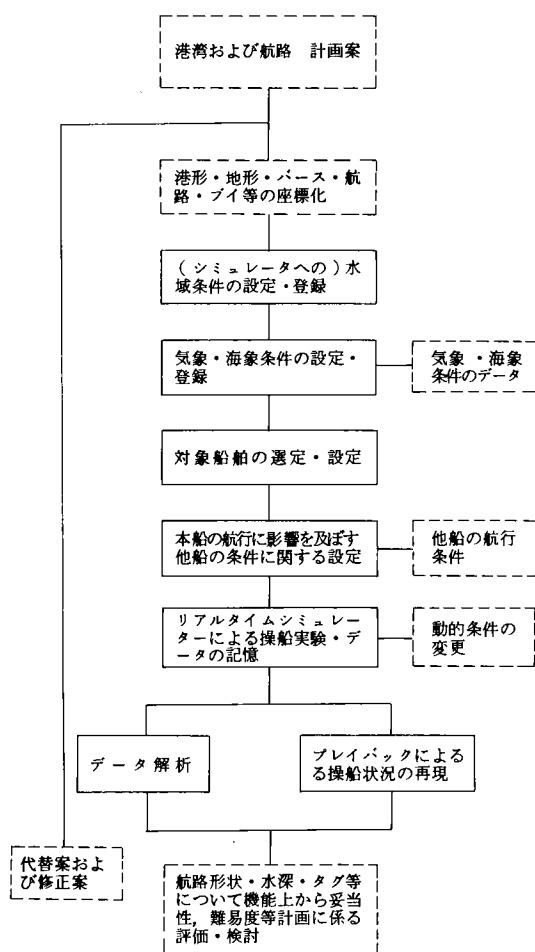 港湾および航路 計画案
港形・地形・バース・航
路・ブイ等の座標化
(シミュレータへの)水
域条件の設定・登録
気象・海象条件の設定・
登録
気象・海象
条件のデータ
対象船舶の選定・設定
本船の航行に影響を及ぼす
他船の条件に関する設定
他船の航行
条件
リアルタイムシミュレー
ターによる操船実験・デー
タの記憶
動的条件の
変更
データ解析
プレイバックによる
る操船状況の再現
代替案およ
び修正案
航路形状・水深・タグ等
について機能上から妥当
性,難易度等計画に係る
評価・検討